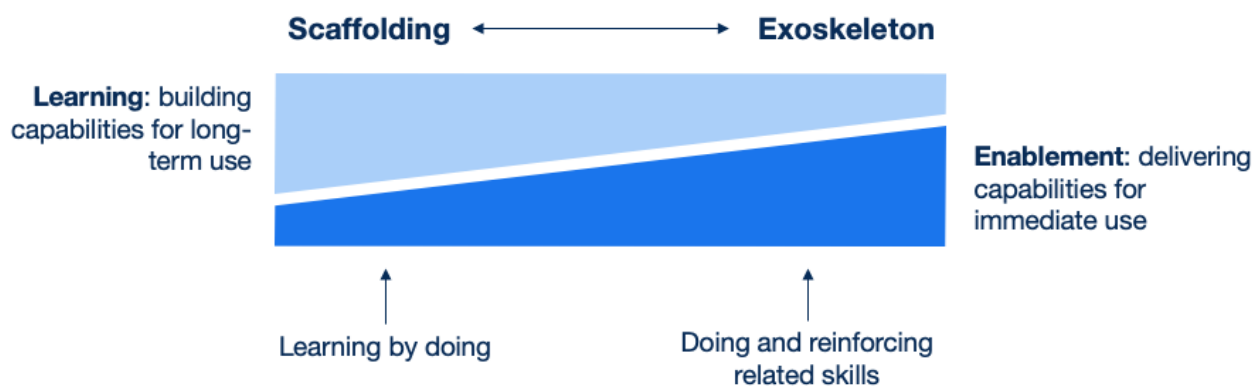 Scaffolding
Exoskeleton
Learning: building
capabilities for long-
term use
Enablement: delivering
capabilities for
immediate use
Learning by doing
Doing and reinforcing
related skills